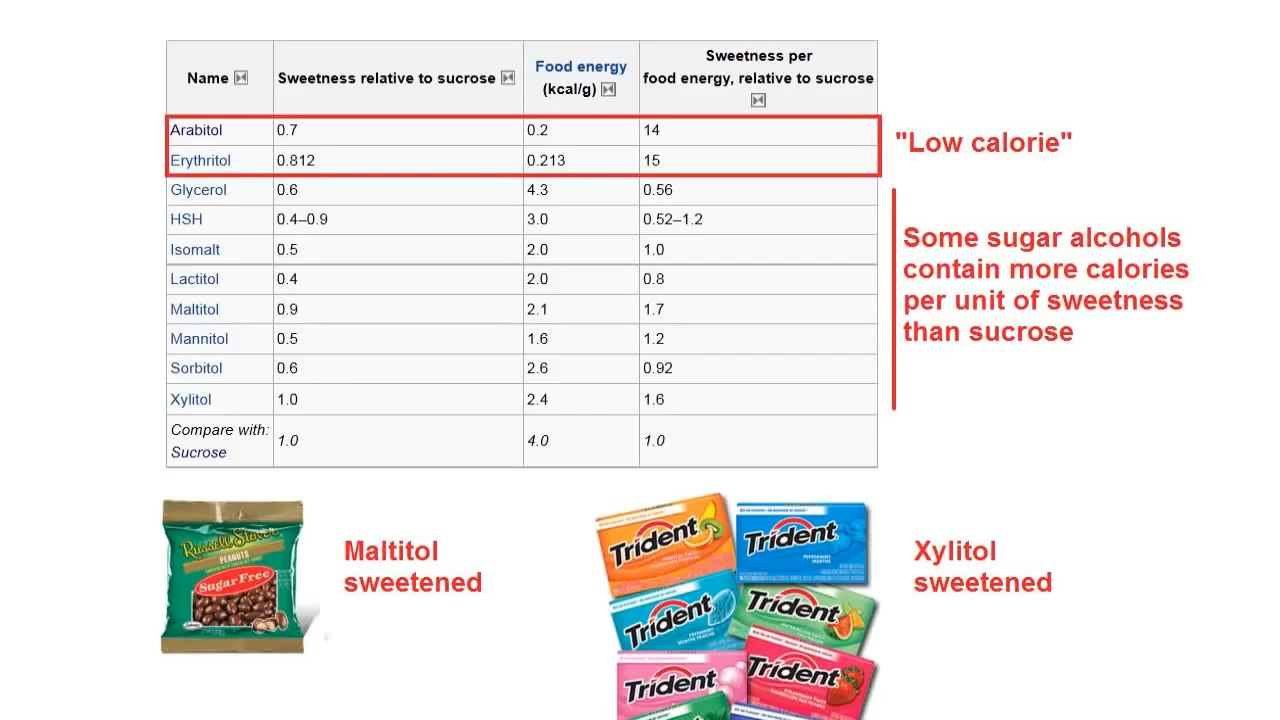 Name Sweetness relative to sucrose Food energy (kcal/g) Sweetness per food energy, relative to sucrose
Arabitol 0.7 0.2 14
Erythritol 0.812 0.213 15
Glycerol 0.6 4.3 0.56
HSH 0.4–0.9 3.0 0.52–1.2
Isomalt 0.5 2.0 1.0
Lactitol 0.4 2.0 0.8
Maltitol 0.9 2.1 1.7
Mannitol 0.5 1.6 1.2
Sorbitol 0.6 2.6 0.92
Xylitol 1.0 2.4 1.6
Compare with: Sucrose 1.0 4.0 1.0
"Low calorie"
Some sugar alcohols
contain more calories
per unit of sweetness
than sucrose
Russell Stover
PEANUTS
Sugar Free
Maltitol
sweetened
Trident
Trident
PEPPERMINT
Trident
Trident
Trident
Trident
Xylitol
sweetened